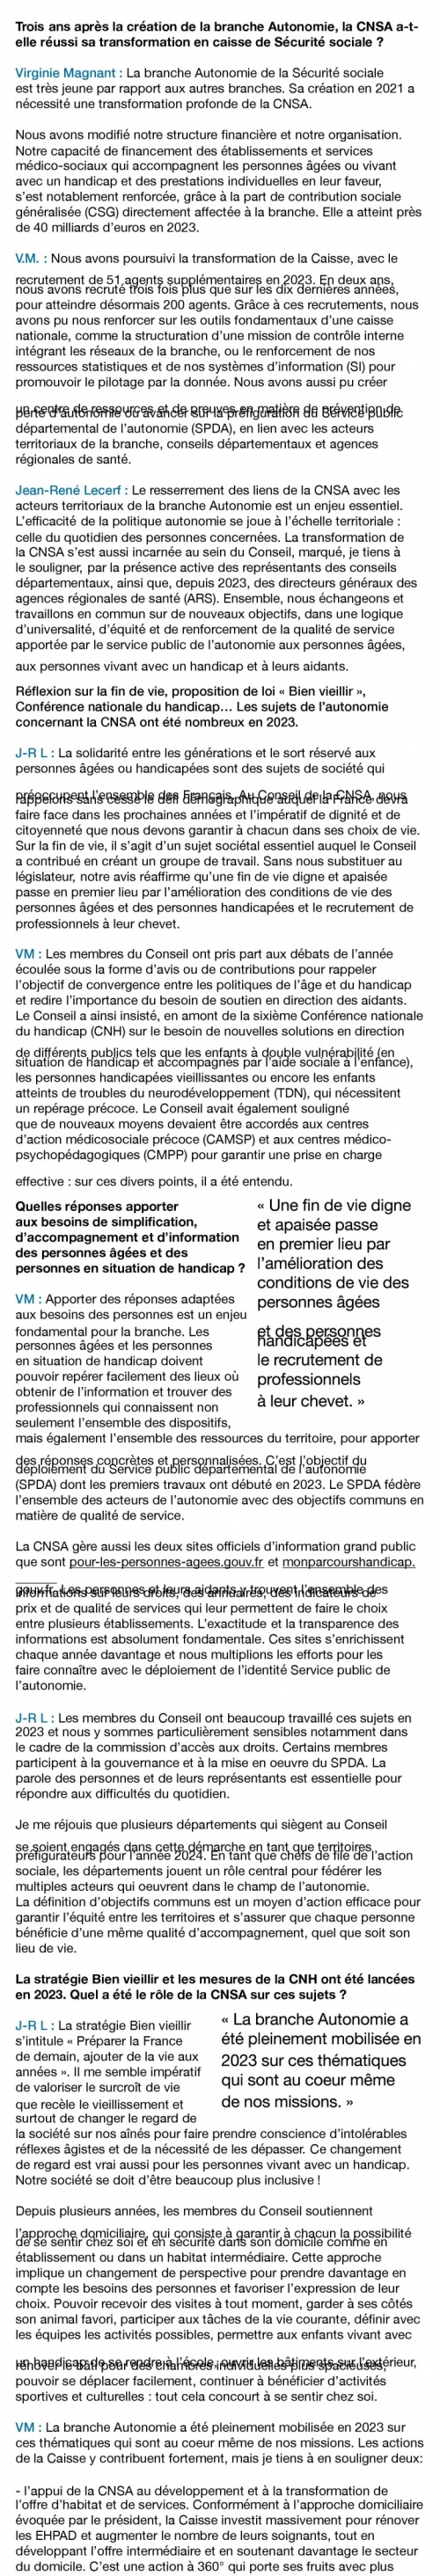 Trois ans après la création de la branche Autonomie, la CNSA a-t-
elle réussi sa transformation en caisse de Sécurité sociale ?
Virginie Magnant : La branche Autonomie de la Sécurité sociale
est très jeune par rapport aux autres branches. Sa création en 2021 a
nécessité une transformation profonde de la CNSA.
Nous avons modifié notre structure financière et notre organisation.
Notre capacité de financement des établissements et services
médico-sociaux qui accompagnent les personnes âgées ou vivant
avec un handicap et des prestations individuelles en leur faveur,
s’est notablement renforcée, grâce à la part de contribution sociale
généralisée (CSG) directement affectée à la branche. Elle a atteint près
de 40 milliards d’euros en 2023.
V.M. : Nous avons poursuivi la transformation de la Caisse, avec le
recrutement de 51 agents supplémentaires en 2023. En deux ans,
nous avons recruté trois fois plus que sur les dix dernières années,
pour atteindre désormais 200 agents. Grâce à ces recrutements, nous
avons pu nous renforcer sur les outils fondamentaux d’une caisse
nationale, comme la structuration d’une mission de contrôle interne
intégrant les réseaux de la branche, ou le renforcement de nos
ressources statistiques et de nos systèmes d’information (SI) pour
promouvoir le pilotage par la donnée. Nous avons aussi pu créer
un centre de ressources et de preuves en matière de prévention de
perte d’autonomie ou avancer sur la préfiguration du Service public
départemental de l’autonomie (SPDA), en lien avec les acteurs
territoriaux de la branche, conseils départementaux et agences
régionales de santé.
Jean-René Lecerf : Le resserrement des liens de la CNSA avec les
acteurs territoriaux de la branche Autonomie est un enjeu essentiel.
L’efficacité de la politique autonomie se joue à l’échelle territoriale :
celle du quotidien des personnes concernées. La transformation de
la CNSA s’est aussi incarnée au sein du Conseil, marqué, je tiens à
le souligner, par la présence active des représentants des conseils
départementaux, ainsi que, depuis 2023, des directeurs généraux des
agences régionales de santé (ARS). Ensemble, nous échangeons et
travaillons en commun sur de nouveaux objectifs, dans une logique
d’universalité, d’équité et de renforcement de la qualité de service
apportée par le service public de l’autonomie aux personnes âgées,
aux personnes vivant avec un handicap et à leurs aidants.
Réflexion sur la fin de vie, proposition de loi « Bien vieillir »,
Conférence nationale du handicap… Les sujets de l’autonomie
concernant la CNSA ont été nombreux en 2023.
J-R L : La solidarité entre les générations et le sort réservé aux
personnes âgées ou handicapées sont des sujets de société qui
préoccupent l’ensemble des Français. Au Conseil de la CNSA, nous
rappelons sans cesse le défi démographique auquel la France devra
faire face dans les prochaines années et l’impératif de dignité et de
citoyenneté que nous devons garantir à chacun dans ses choix de vie.
Sur la fin de vie, il s’agit d’un sujet sociétal essentiel auquel le Conseil
a contribué en créant un groupe de travail. Sans nous substituer au
législateur, notre avis réaffirme qu’une fin de vie digne et apaisée
passe en premier lieu par l’amélioration des conditions de vie des
personnes âgées et des personnes handicapées et le recrutement de
professionnels à leur chevet.
VM : Les membres du Conseil ont pris part aux débats de l’année
écoulée sous la forme d’avis ou de contributions pour rappeler
l’objectif de convergence entre les politiques de l’âge et du handicap
et redire l’importance du besoin de soutien en direction des aidants.
Le Conseil a ainsi insisté, en amont de la sixième Conférence nationale
du handicap (CNH) sur le besoin de nouvelles solutions en direction
de différents publics tels que les enfants à double vulnérabilité (en
situation de handicap et accompagnés par l’aide sociale à l’enfance),
les personnes handicapées vieillissantes ou encore les enfants
atteints de troubles du neurodéveloppement (TDN), qui nécessitent
un repérage précoce. Le Conseil avait également souligné
que de nouveaux moyens devaient être accordés aux centres
d’action médicosociale précoce (CAMSP) et aux centres médico-
psychopédagogiques (CMPP) pour garantir une prise en charge
effective : sur ces divers points, il a été entendu.
Quelles réponses apporter
aux besoins de simplification,
d’accompagnement et d’information
des personnes âgées et des
personnes en situation de handicap ?
« Une fin de vie digne
et apaisée passe
en premier lieu par
l’amélioration des
conditions de vie des
personnes âgées
et des personnes
handicapées et
le recrutement de
professionnels
à leur chevet. »
VM : Apporter des réponses adaptées
aux besoins des personnes est un enjeu
fondamental pour la branche. Les
personnes âgées et les personnes
en situation de handicap doivent
pouvoir repérer facilement des lieux où
obtenir de l’information et trouver des
professionnels qui connaissent non
seulement l’ensemble des dispositifs,
mais également l’ensemble des ressources du territoire, pour apporter
des réponses concrètes et personnalisées. C’est l’objectif du
déploiement du Service public départemental de l’autonomie
(SPDA) dont les premiers travaux ont débuté en 2023. Le SPDA fédère
l’ensemble des acteurs de l’autonomie avec des objectifs communs en
matière de qualité de service.
La CNSA gère aussi les deux sites officiels d’information grand public
que sont pour-les-personnes-agees.gouv.fr et monparcourshandicap.
gouv.fr. Les personnes et leurs aidants y trouvent l’ensemble des
informations sur leurs droits, des annuaires, des indicateurs de
prix et de qualité de services qui leur permettent de faire le choix
entre plusieurs établissements. L’exactitude et la transparence des
informations est absolument fondamentale. Ces sites s’enrichissent
chaque année davantage et nous multiplions les efforts pour les
faire connaître avec le déploiement de l’identité Service public de
l’autonomie.
J-R L : Les membres du Conseil ont beaucoup travaillé ces sujets en
2023 et nous y sommes particulièrement sensibles notamment dans
le cadre de la commission d’accès aux droits. Certains membres
participent à la gouvernance et à la mise en oeuvre du SPDA. La
parole des personnes et de leurs représentants est essentielle pour
répondre aux difficultés du quotidien.
Je me réjouis que plusieurs départements qui siègent au Conseil
se soient engagés dans cette démarche en tant que territoires
préfigurateurs pour l’année 2024. En tant que chefs de file de l’action
sociale, les départements jouent un rôle central pour fédérer les
multiples acteurs qui oeuvrent dans le champ de l’autonomie.
La définition d’objectifs communs est un moyen d’action efficace pour
garantir l’équité entre les territoires et s’assurer que chaque personne
bénéficie d’une même qualité d’accompagnement, quel que soit son
lieu de vie.
La stratégie Bien vieillir et les mesures de la CNH ont été lancées
en 2023. Quel a été le rôle de la CNSA sur ces sujets ?
J-R L : La stratégie Bien vieillir
s’intitule « Préparer la France
de demain, ajouter de la vie aux
années ». Il me semble impératif
de valoriser le surcroît de vie
que recèle le vieillissement et
surtout de changer le regard de
« La branche Autonomie a
été pleinement mobilisée en
2023 sur ces thématiques
qui sont au coeur même
de nos missions. »
la société sur nos aînés pour faire prendre conscience d’intolérables
réflexes âgistes et de la nécessité de les dépasser. Ce changement
de regard est vrai aussi pour les personnes vivant avec un handicap.
Notre société se doit d’être beaucoup plus inclusive !
Depuis plusieurs années, les membres du Conseil soutiennent
l’approche domiciliaire, qui consiste à garantir à chacun la possibilité
de se sentir chez soi et en sécurité dans son domicile comme en
établissement ou dans un habitat intermédiaire. Cette approche
implique un changement de perspective pour prendre davantage en
compte les besoins des personnes et favoriser l’expression de leur
choix. Pouvoir recevoir des visites à tout moment, garder à ses côtés
son animal favori, participer aux tâches de la vie courante, définir avec
les équipes les activités possibles, permettre aux enfants vivant avec
un handicap de se rendre à l’école, ouvrir les bâtiments sur l’extérieur,
rénover le bâti pour des chambres individuelles plus spacieuses,
pouvoir se déplacer facilement, continuer à bénéficier d’activités
sportives et culturelles : tout cela concourt à se sentir chez soi.
VM : La branche Autonomie a été pleinement mobilisée en 2023 sur
ces thématiques qui sont au coeur même de nos missions. Les actions
de la Caisse y contribuent fortement, mais je tiens à en souligner deux:
- l’appui de la CNSA au développement et à la transformation de
l’offre d’habitat et de services. Conformément à l’approche domiciliaire
évoquée par le président, la Caisse investit massivement pour rénover
les EHPAD et augmenter le nombre de leurs soignants, tout en
développant l’offre intermédiaire et en soutenant davantage le secteur
du domicile. C’est une action à 360° qui porte ses fruits avec plus